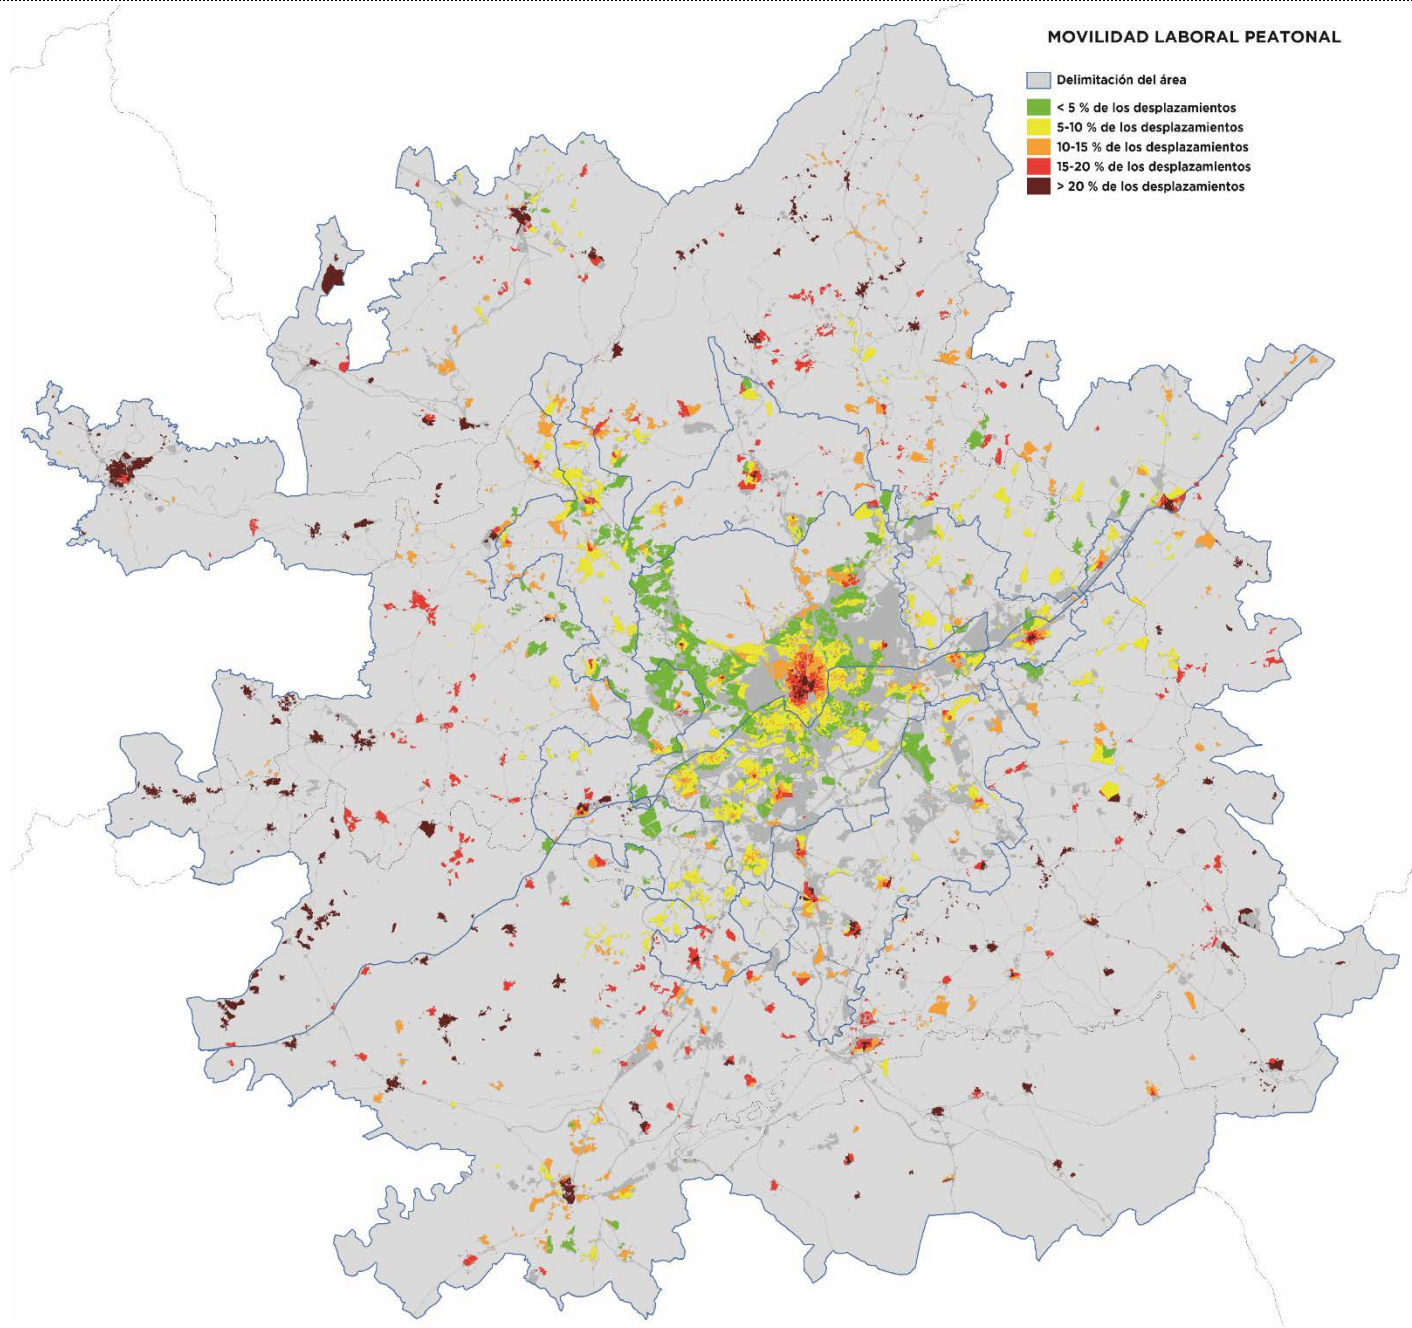 MOVILIDAD LABORAL PEATONAL
Delimitación del área
< 5 % de los desplazamientos
5-10 % de los desplazamientos
10-15 % de los desplazamientos
15-20 % de los desplazamientos
> 20 % de los desplazamientos